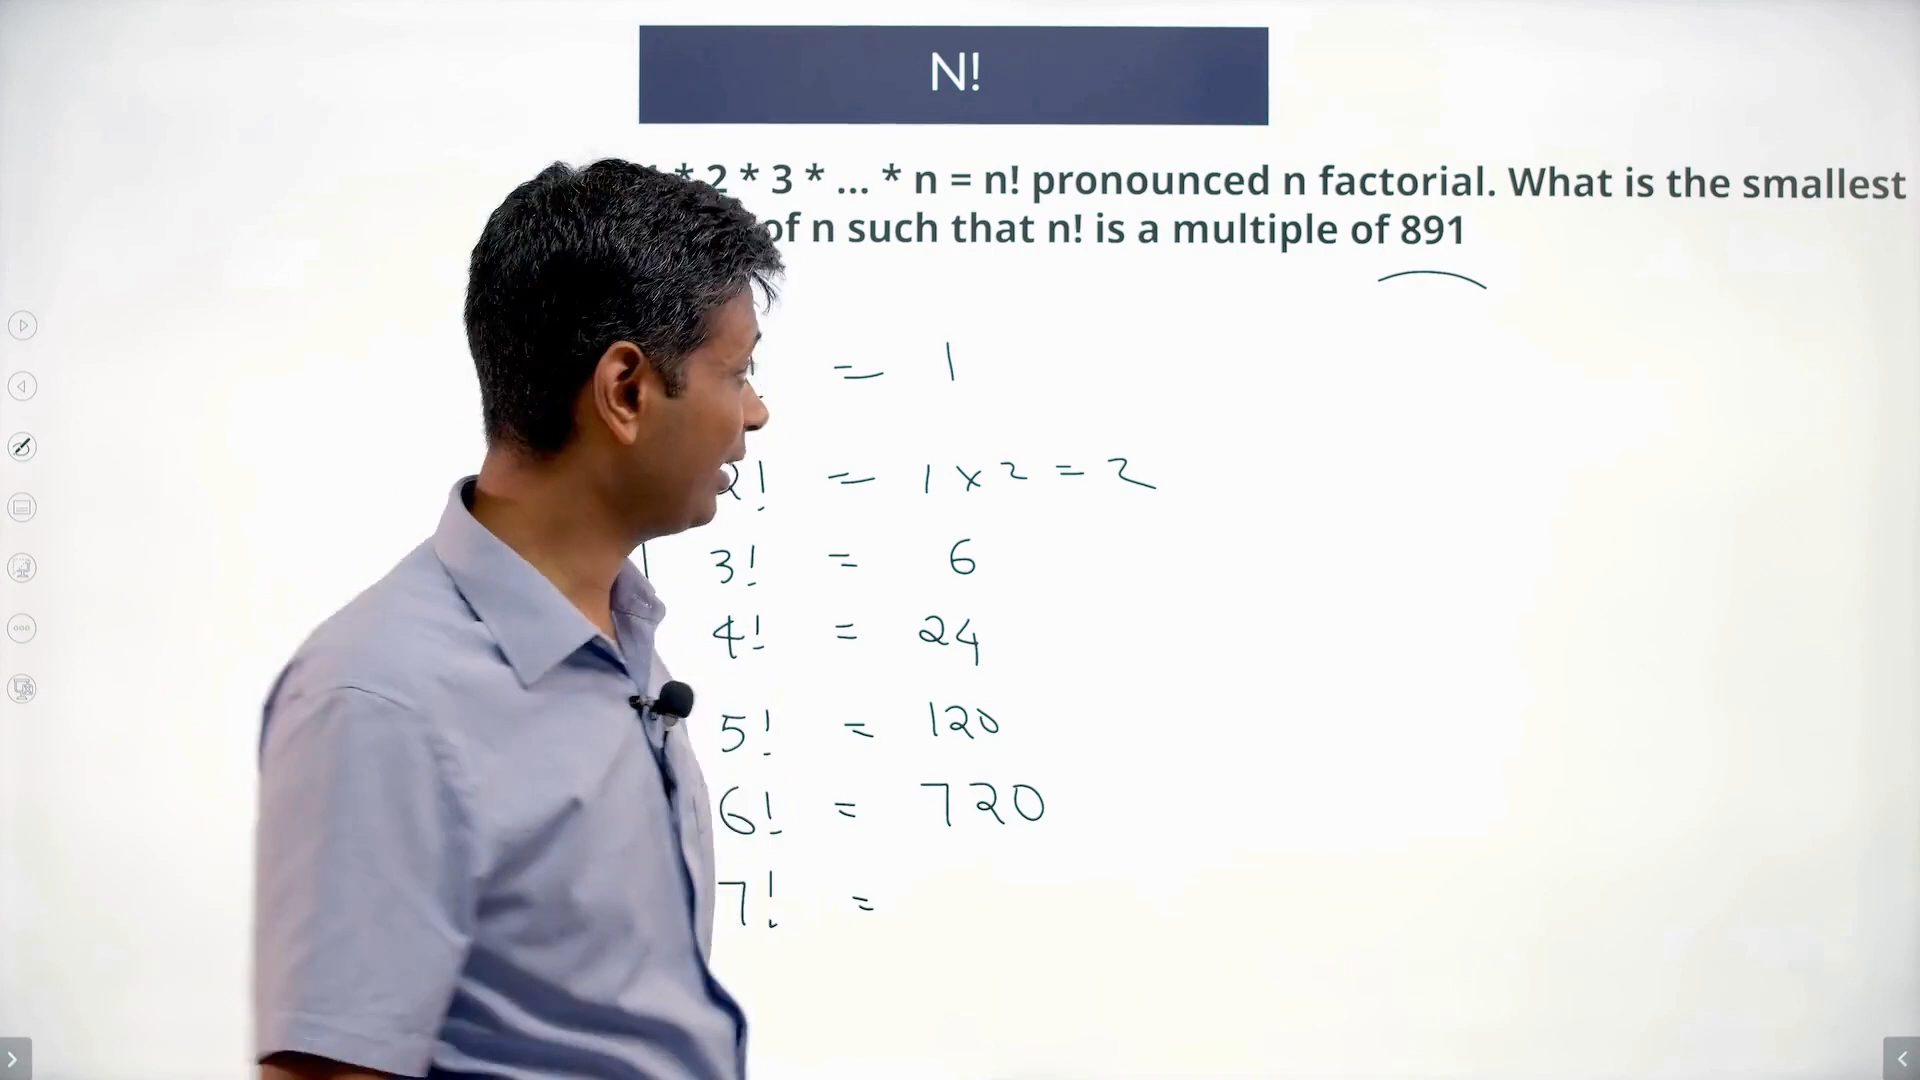 N!
* 2 * 3 * ... * n = n! pronounced n factorial. What is the smallest
of n such that n! is a multiple of 891
= 1
2! = 1 × 2 = 2
3! = 6
4! = 24
5! = 120
6! = 720
7! =